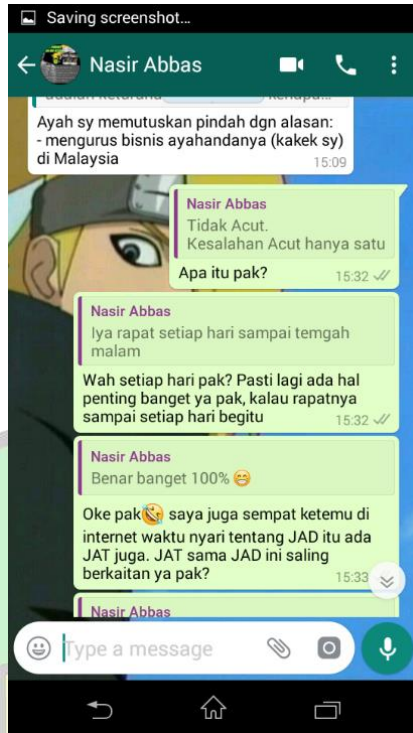 Saving screenshot...
Nasir Abbas
Ayah sy memutuskan pindah dgn alasan:
- mengurus bisnis ayahandanya (kakek sy)
di Malaysia
15:09
Nasir Abbas
Tidak Acut.
Kesalahan Acut hanya satu
Apa itu pak?
15:32
Nasir Abbas
Iya rapat setiap hari sampai temgah
malam
Wah setiap hari pak? Pasti lagi ada hal
penting banget ya pak, kalau rapatnya
sampai setiap hari begitu
15:32
Nasir Abbas
Benar banget 100% 😁
Oke pak🤣 saya juga sempat ketemu di
internet waktu nyari tentang JAD itu ada
JAT juga. JAT sama JAD ini saling
berkaitan ya pak?
15:33
Nasir Abbas
Type a message